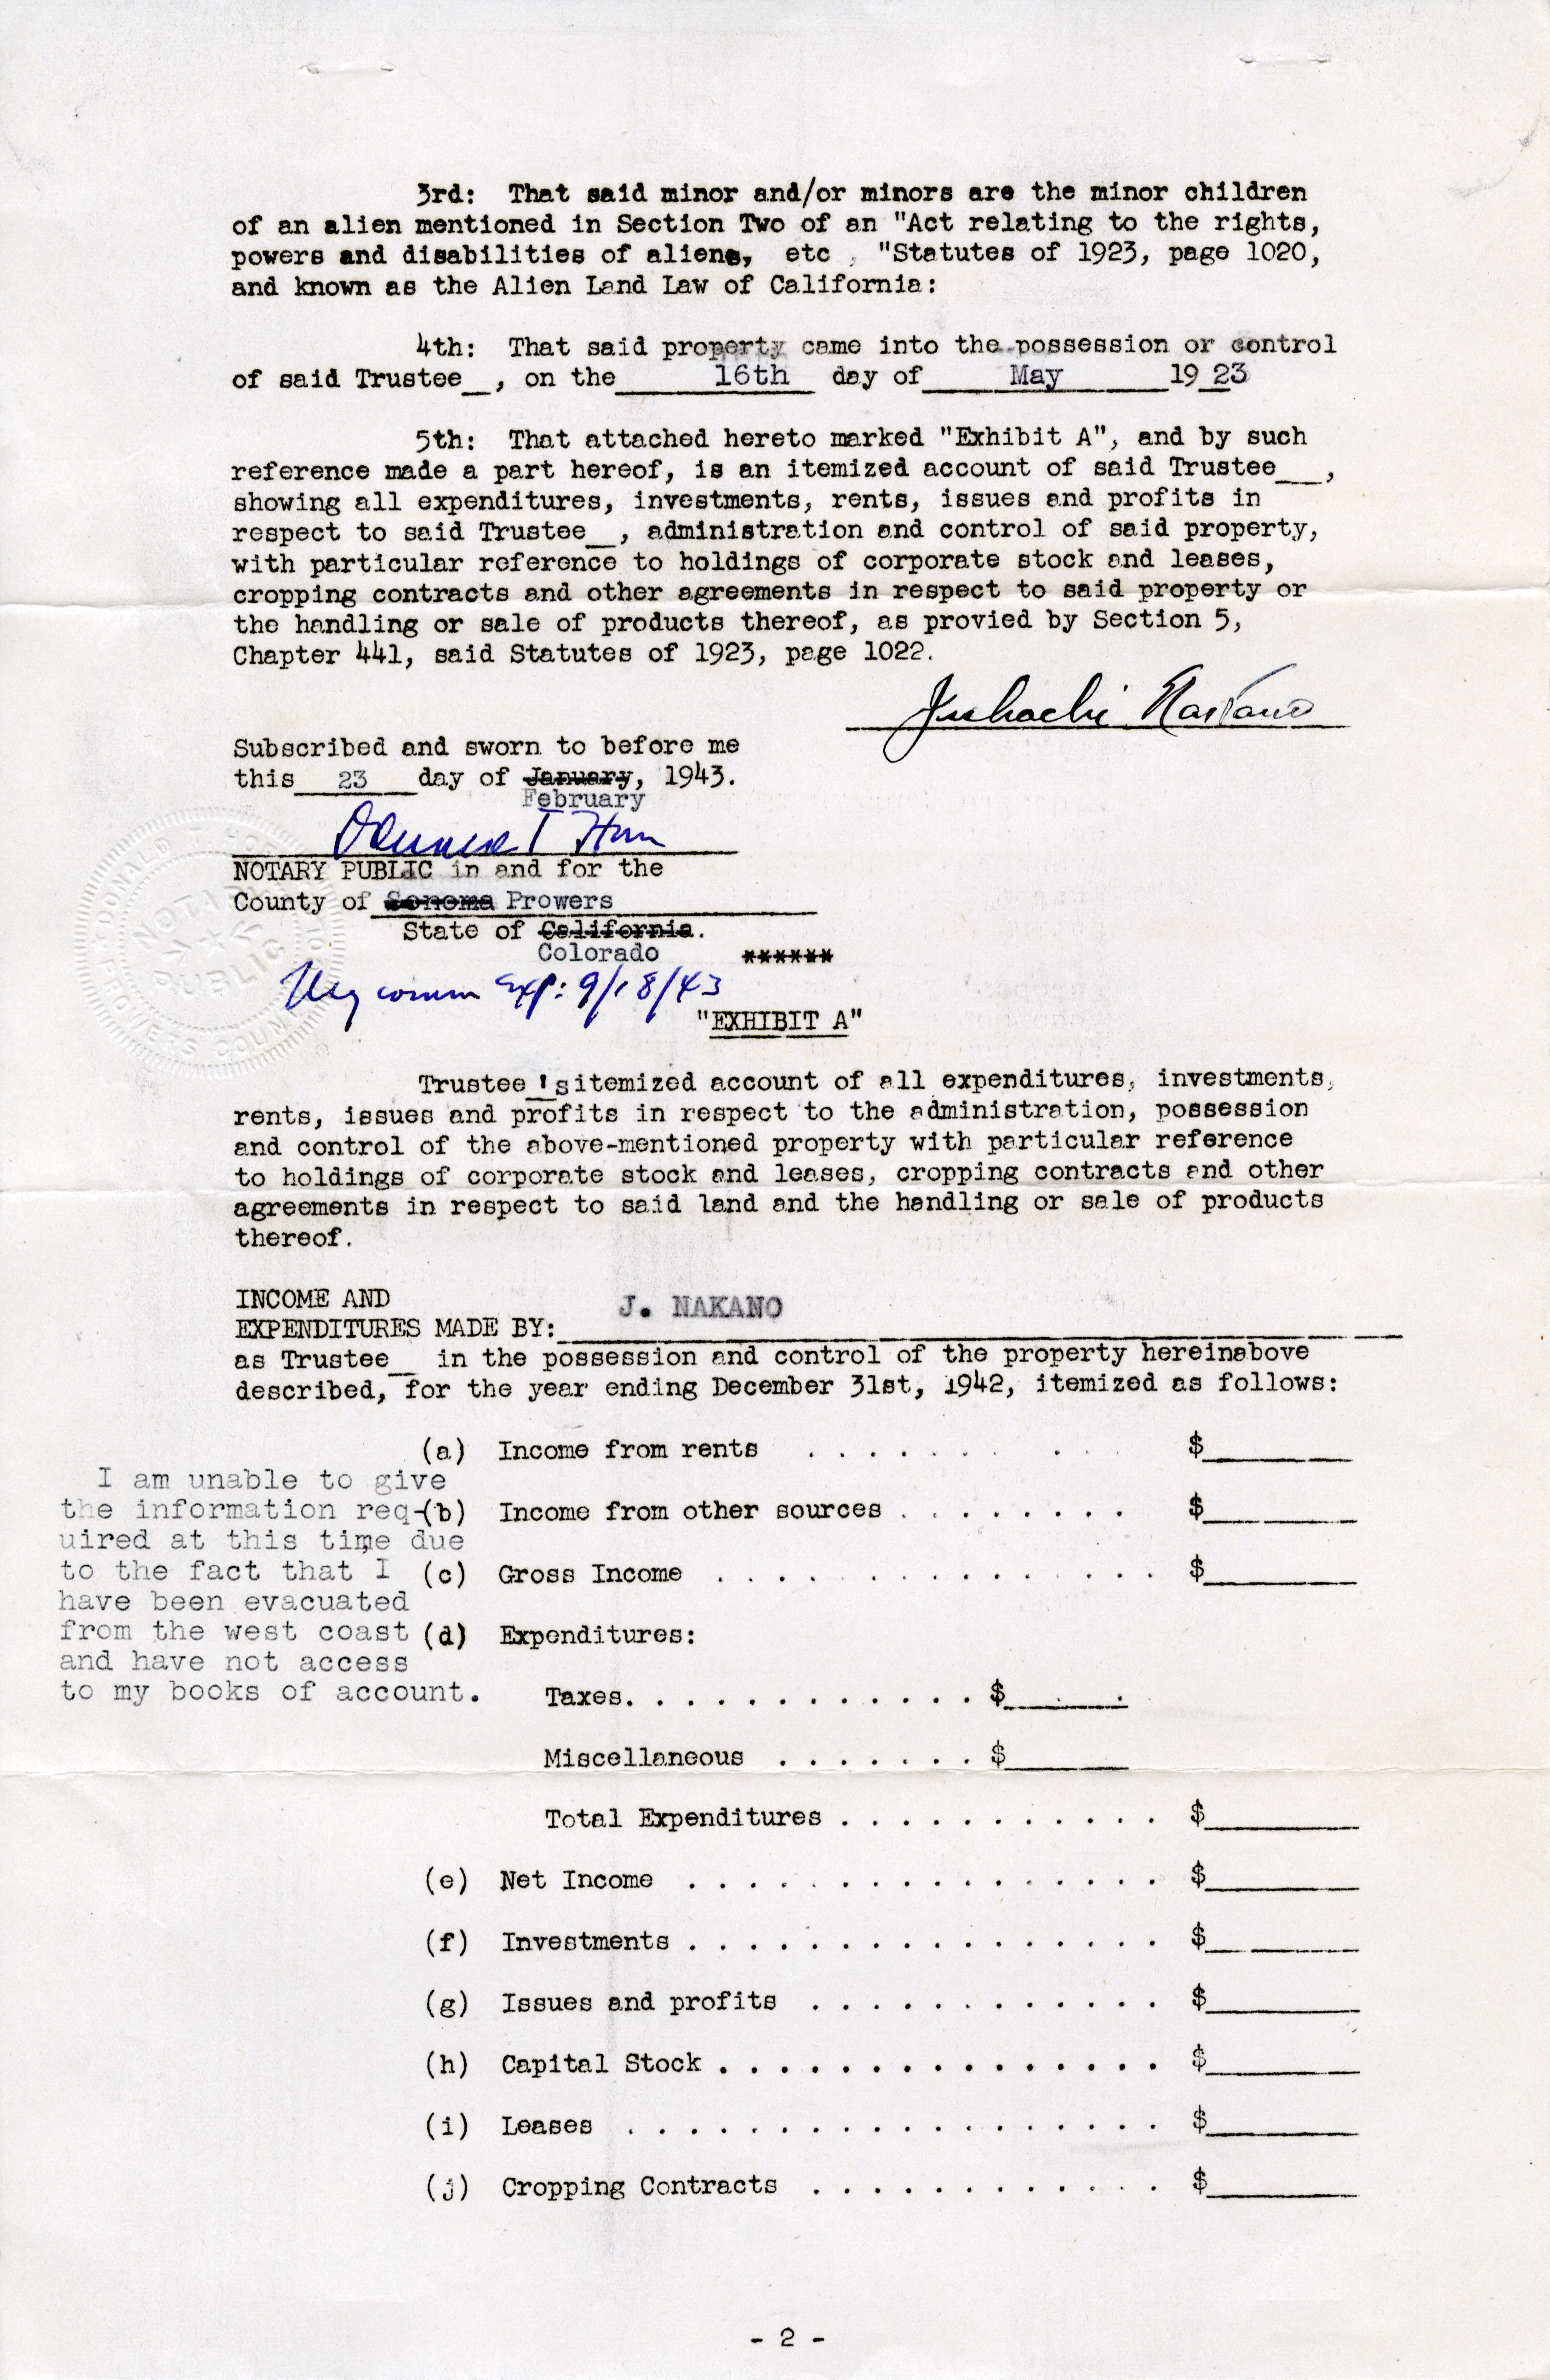 3rd: That said minor and/or minors are the minor children
of an alien mentioned in Section Two of an "Act relating to the rights,
powers and disabilities of aliens, etc , "Statutes of 1923, page 1020,
and known as the Alien Land Law of California:
4th: That said property came into the possession or control
of said Trustee__, on the 16th day of May 19 23
5th: That attached hereto marked "Exhibit A", and by such
reference made a part hereof, is an itemized account of said Trustee__,
showing all expenditures, investments, rents, issues and profits in
respect to said Trustee__, administration and control of said property,
with particular reference to holdings of corporate stock and leases,
cropping contracts and other agreements in respect to said property or
the handling or sale of products thereof, as provied by Section 5,
Chapter 441, said Statutes of 1923, page 1022.
Nakano
Subscribed and sworn to before me
this 23 day of January, 1943.
February
NOTARY PUBLIC in and for the
County of Sonoma Prowers
State of California.
Colorado ******
My comm Exp: 9/18/43
"EXHIBIT A"
Trustee's itemized account of all expenditures, investments,
rents, issues and profits in respect to the administration, possession
and control of the above-mentioned property with particular reference
to holdings of corporate stock and leases, cropping contracts and other
agreements in respect to said land and the handling or sale of products
thereof.
INCOME AND
EXPENDITURES MADE BY: J. NAKANO
as Trustee__ in the possession and control of the property hereinabove
described, for the year ending December 31st, 1942, itemized as follows:
(a) Income from rents . . . . . . . . $
I am unable to give
the information req-
uired at this time due
to the fact that I
have been evacuated
from the west coast
and have not access
to my books of account.
(b) Income from other sources . . . . . . . . $
(c) Gross Income . . . . . . . . . . . . . . . $
(d) Expenditures:
Taxes. . . . . . . . . . . . $
Miscellaneous . . . . . . . $
Total Expenditures . . . . . . . . . . . $
(e) Net Income . . . . . . . . . . . . . . . . $
(f) Investments . . . . . . . . . . . . . . . . $
(g) Issues and profits . . . . . . . . . . . . $
(h) Capital Stock . . . . . . . . . . . . . . . $
(i) Leases . . . . . . . . . . . . . . . . . . $
(j) Cropping Contracts . . . . . . . . . . . . $
- 2 -